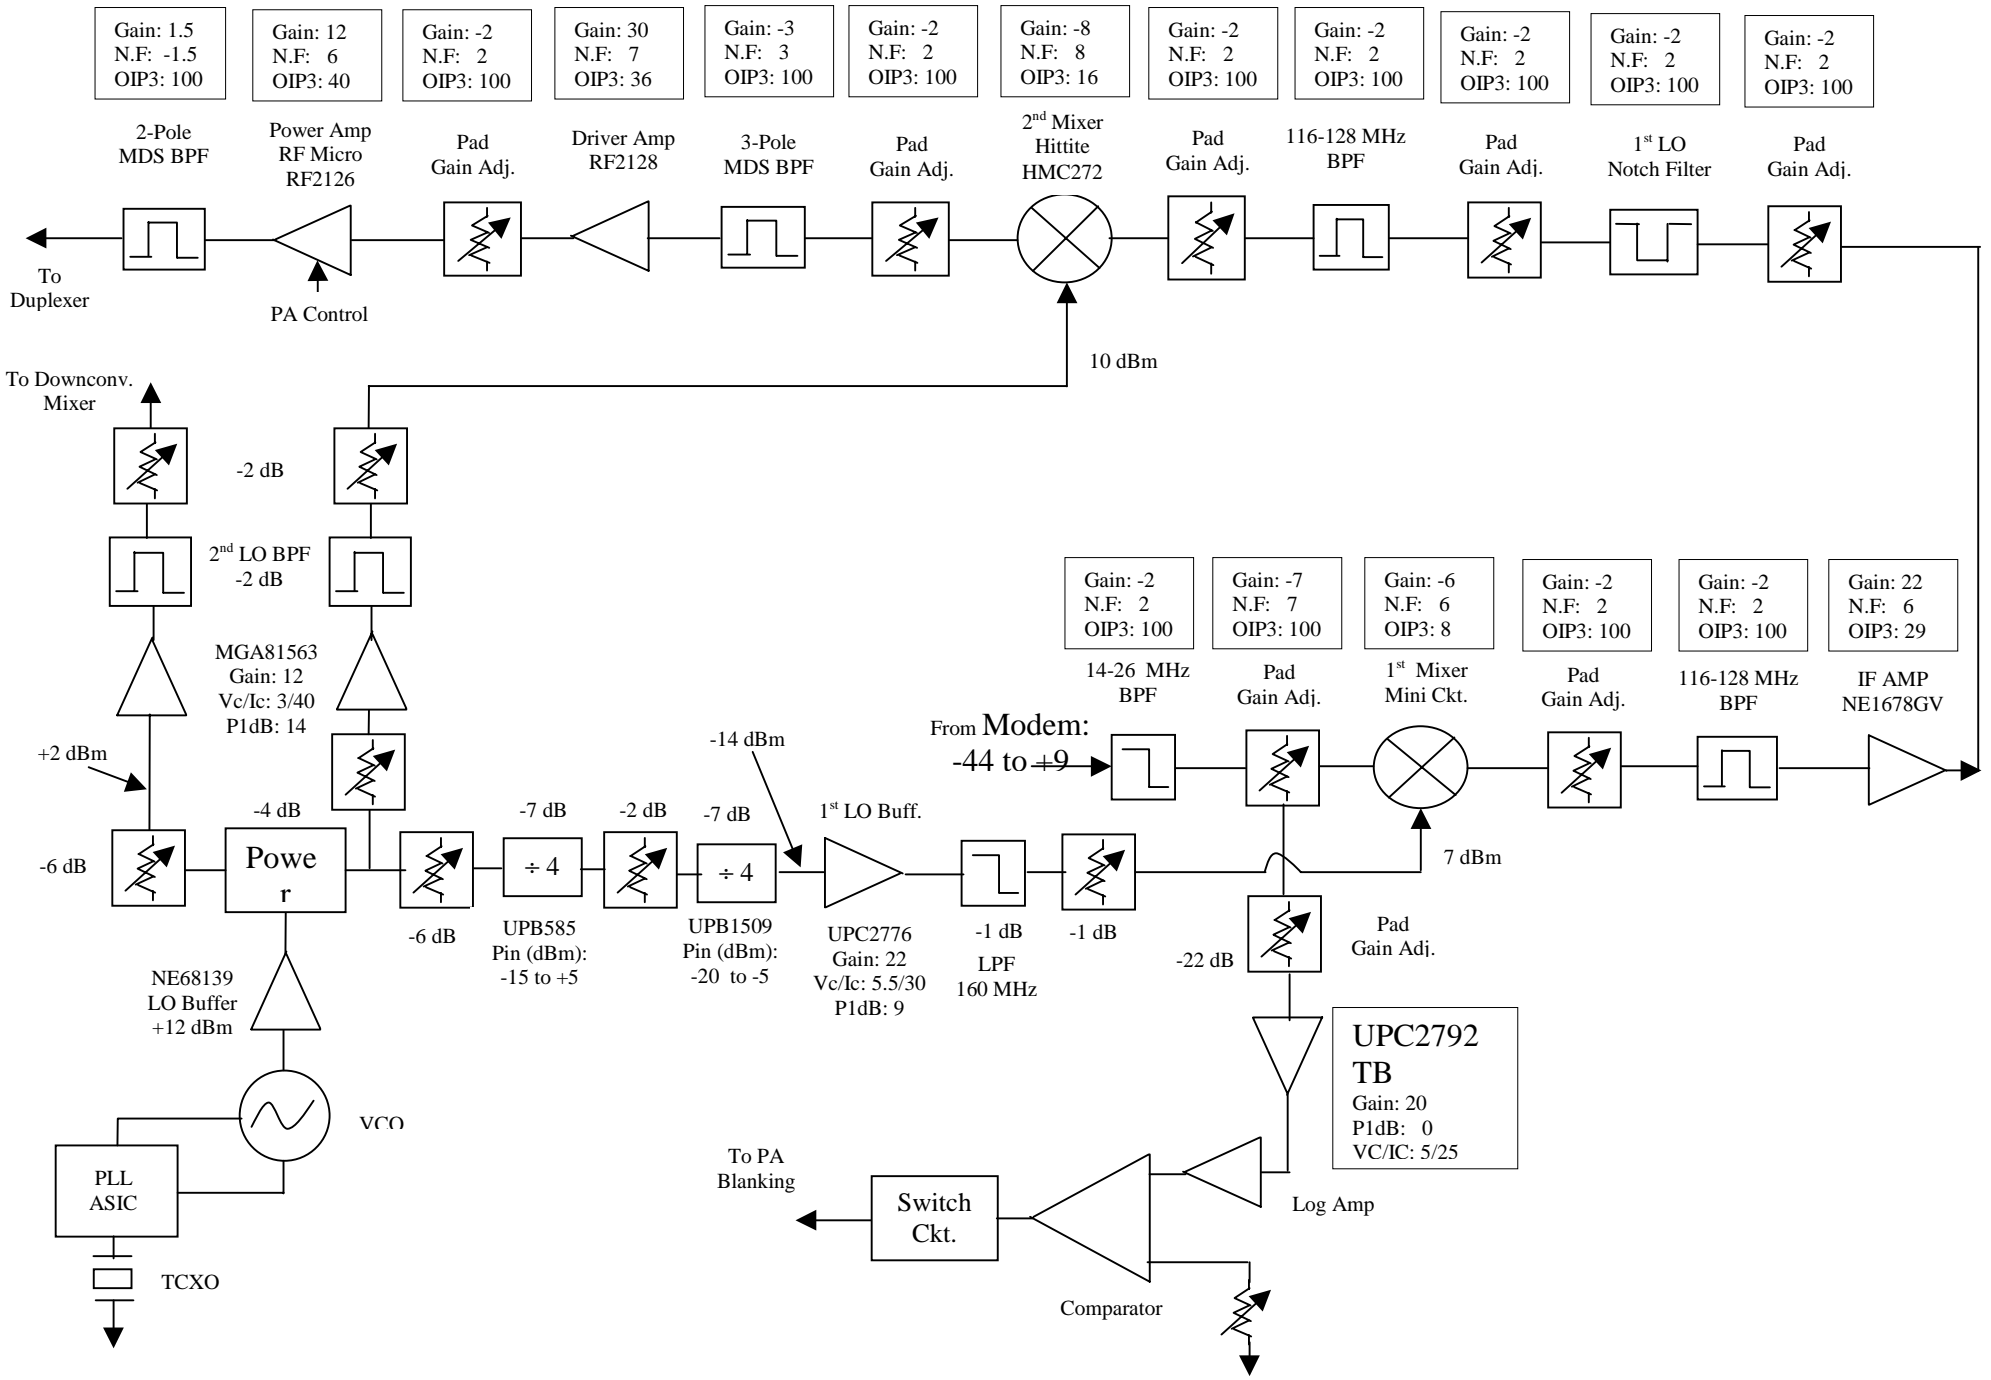 Gain: 1.5
N.F: -1.5
OIP3: 100
Gain: 12
N.F: 6
OIP3: 40
Gain: -2
N.F: 2
OIP3: 100
Gain: 30
N.F: 7
OIP3: 36
Gain: -3
N.F: 3
OIP3: 100
Gain: -2
N.F: 2
OIP3: 100
Gain: -8
N.F: 8
OIP3: 16
Gain: -2
N.F: 2
OIP3: 100
Gain: -2
N.F: 2
OIP3: 100
Gain: -2
N.F: 2
OIP3: 100
Gain: -2
N.F: 2
OIP3: 100
Gain: -2
N.F: 2
OIP3: 100
2-Pole
MDS BPF
Power Amp
RF Micro
RF2126
Pad
Gain Adj.
Driver Amp
RF2128
3-Pole
MDS BPF
Pad
Gain Adj.
2nd Mixer
Hittite
HMC272
Pad
Gain Adj.
116-128 MHz
BPF
Pad
Gain Adj.
1st LO
Notch Filter
Pad
Gain Adj.
To
Duplexer
PA Control
10 dBm
To Downconv.
Mixer
-2 dB
2nd LO BPF
-2 dB
MGA81563
Gain: 12
Vc/Ic: 3/40
P1dB: 14
+2 dBm
-6 dB
-4 dB
Powe
r
-6 dB
-7 dB
÷ 4
UPB585
Pin (dBm):
-15 to +5
-2 dB
-7 dB
÷ 4
UPB1509
Pin (dBm):
-20 to -5
-14 dBm
1st LO Buff.
UPC2776
Gain: 22
Vc/Ic: 5.5/30
P1dB: 9
-1 dB
LPF
160 MHz
-1 dB
7 dBm
Gain: -2
N.F: 2
OIP3: 100
Gain: -7
N.F: 7
OIP3: 100
Gain: -6
N.F: 6
OIP3: 8
Gain: -2
N.F: 2
OIP3: 100
Gain: -2
N.F: 2
OIP3: 100
Gain: 22
N.F: 6
OIP3: 29
14-26 MHz
BPF
Pad
Gain Adj.
1st Mixer
Mini Ckt.
Pad
Gain Adj.
116-128 MHz
BPF
IF AMP
NE1678GV
From Modem:
-44 to +9
Pad
Gain Adj.
-22 dB
UPC2792
TB
Gain: 20
P1dB: 0
VC/IC: 5/25
NE68139
LO Buffer
+12 dBm
VCO
PLL
ASIC
TCXO
To PA
Blanking
Switch
Ckt.
Log Amp
Comparator